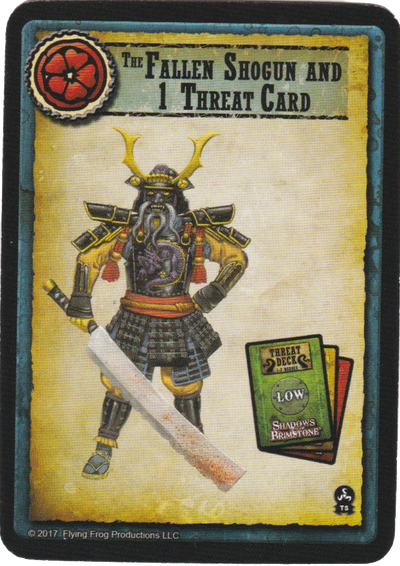 The Fallen Shogun and
1 Threat Card
Threat
Deck
Low
Shadows
of
Brimstone
TS
© 2017 Flying Frog Productions LLC